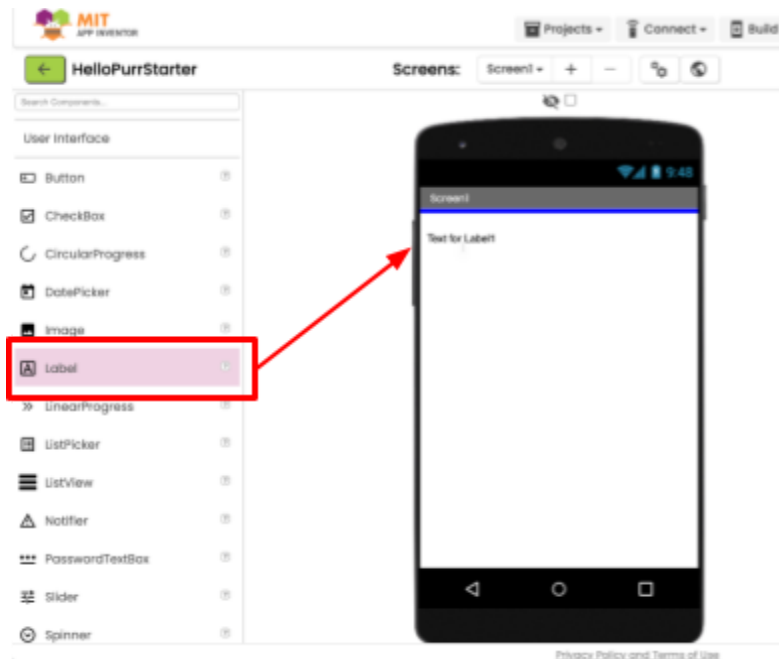 MIT
APP INVENTOR
Projects
Connect
Build
HelloPurrStarter
Screens:
Screen1
Search Components...
User Interface
Button
CheckBox
CircularProgress
DatePicker
Image
Label
LinearProgress
ListPicker
ListView
Notifier
PasswordTextBox
Slider
Spinner
9:48
Screen1
Text for Label1
Privacy Policy and Terms of Use